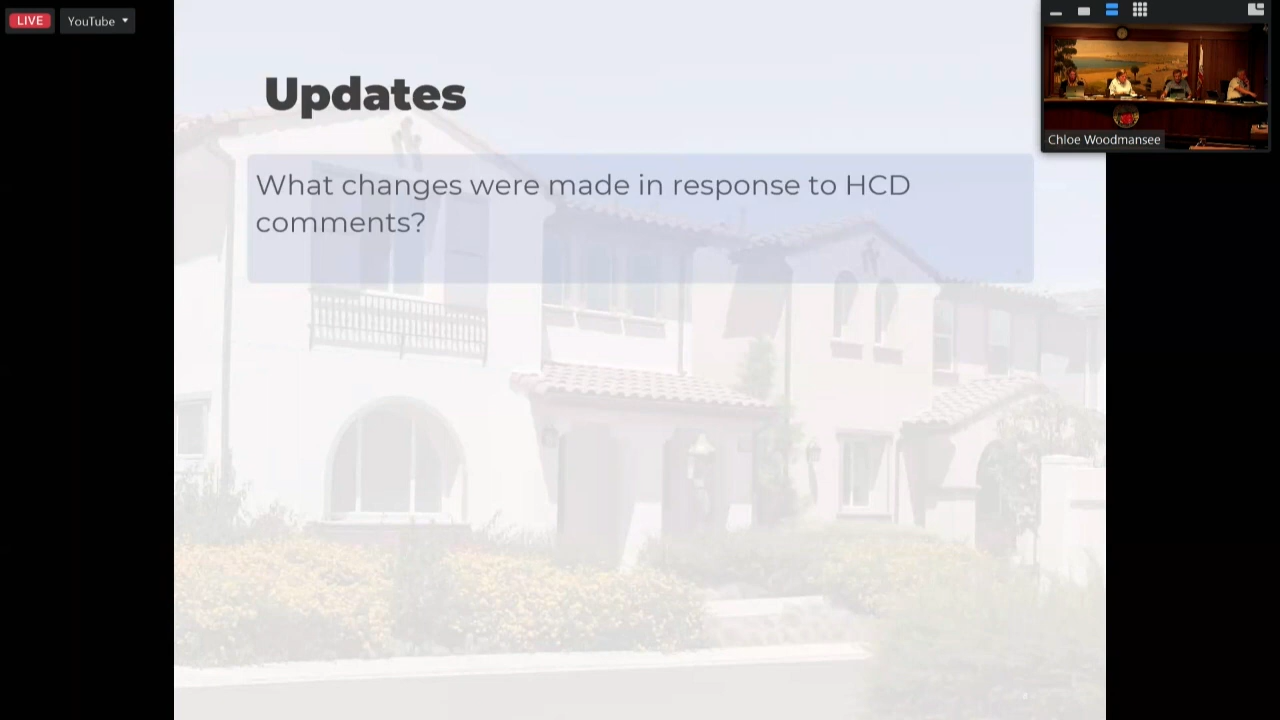 LIVE
YouTube
Updates
What changes were made in response to HCD
comments?
Chloe Woodmansee